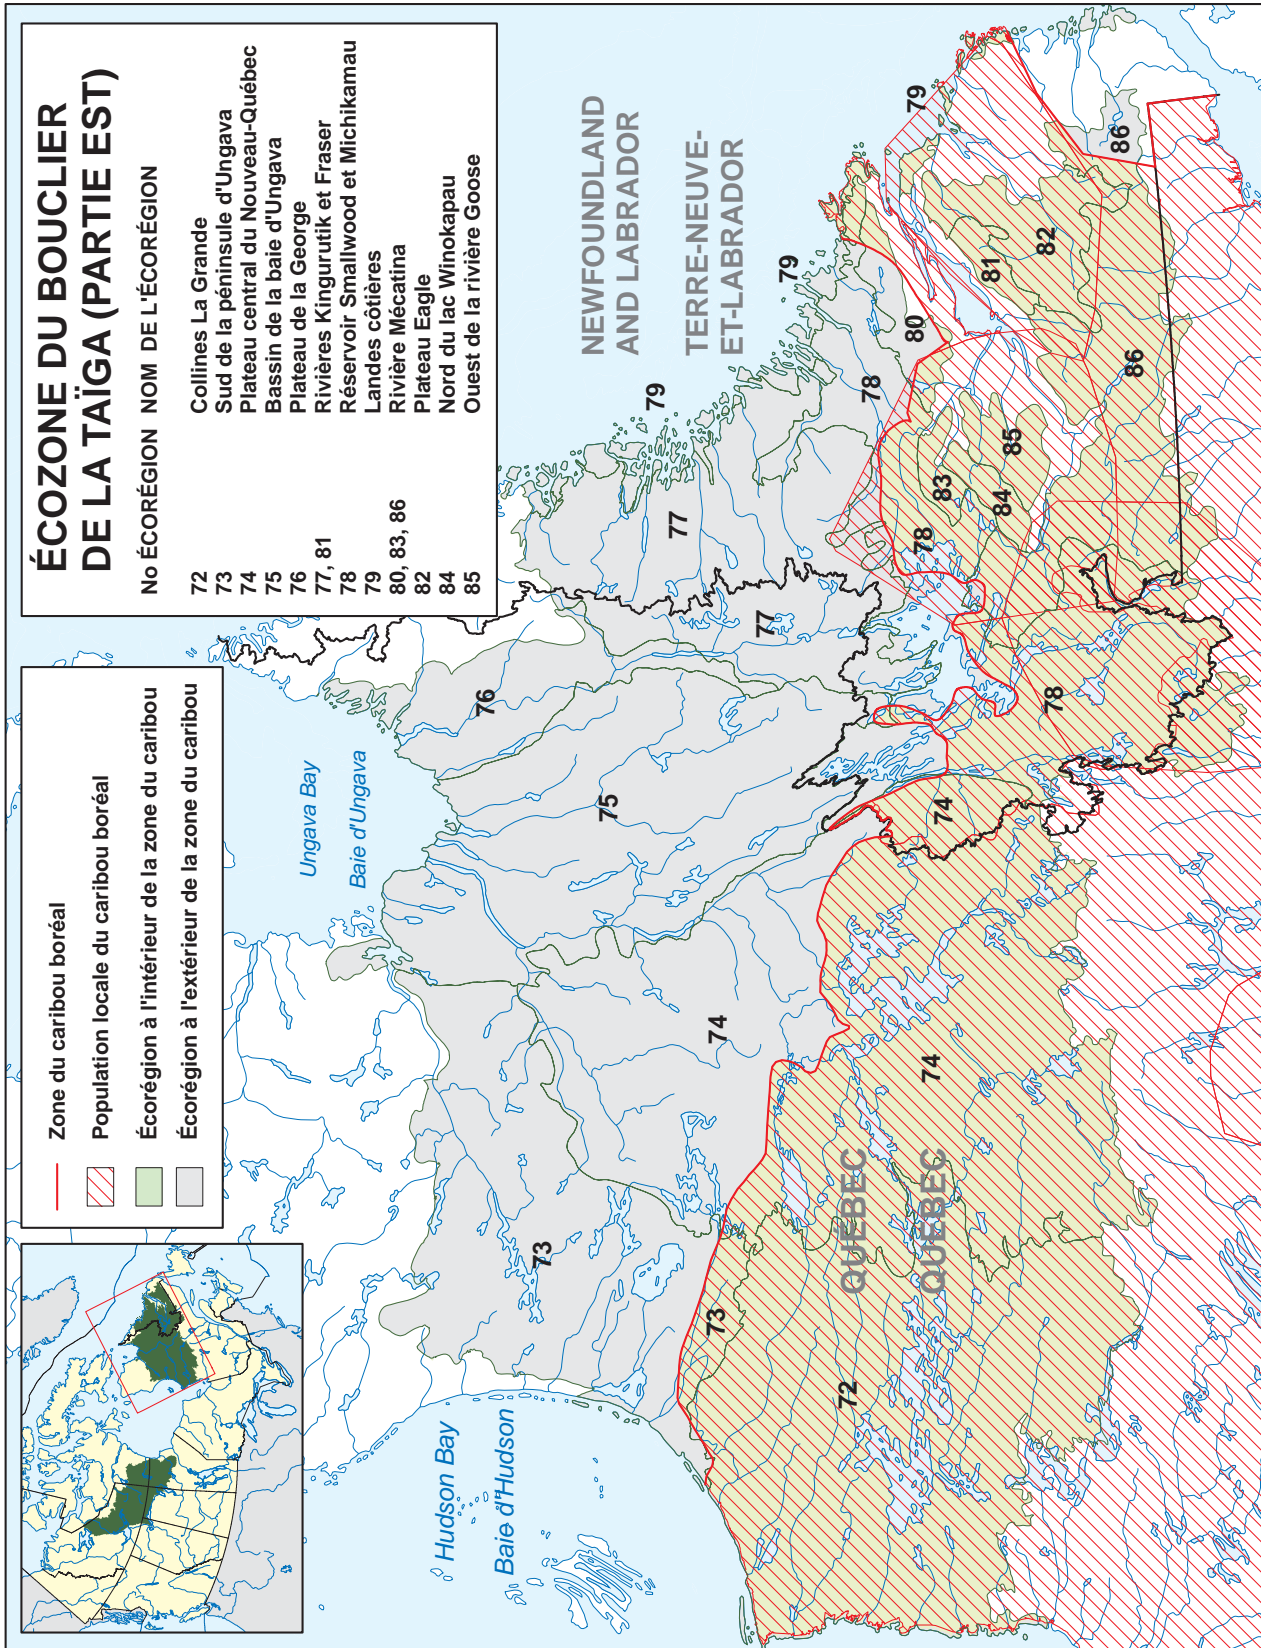 ÉCOZONE DU BOUCLIER
DE LA TAÏGA (PARTIE EST)
No ÉCORÉGION NOM DE L'ÉCORÉGION
72 Collines La Grande
73 Sud de la péninsule d'Ungava
74 Plateau central du Nouveau-Québec
75 Bassin de la baie d'Ungava
76 Plateau de la George
77, 81 Rivières Kingurutik et Fraser
78 Réservoir Smallwood et Michikamau
79 Landes côtières
80, 83, 86 Rivière Mécatina
82 Plateau Eagle
84 Nord du lac Winokapau
85 Ouest de la rivière Goose
Zone du caribou boréal
Population locale du caribou boréal
Écorégion à l'intérieur de la zone du caribou
Écorégion à l'extérieur de la zone du caribou
Ungava Bay
Baie d'Ungava
Hudson Bay
Baie d'Hudson
NEWFOUNDLAND
AND LABRADOR
TERRE-NEUVE-
ET-LABRADOR
QUÉBEC
QUÉBEC
76
75
73
74
77
77
79
79
79
78
80
78
83
84
85
81
82
86
86
78
74
74
73
72